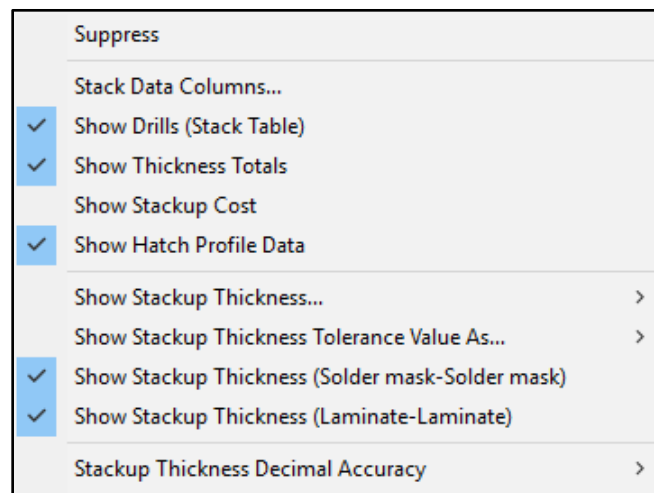 Suppress
Stack Data Columns...
Show Drills (Stack Table)
Show Thickness Totals
Show Stackup Cost
Show Hatch Profile Data
Show Stackup Thickness...
Show Stackup Thickness Tolerance Value As...
Show Stackup Thickness (Solder mask-Solder mask)
Show Stackup Thickness (Laminate-Laminate)
Stackup Thickness Decimal Accuracy